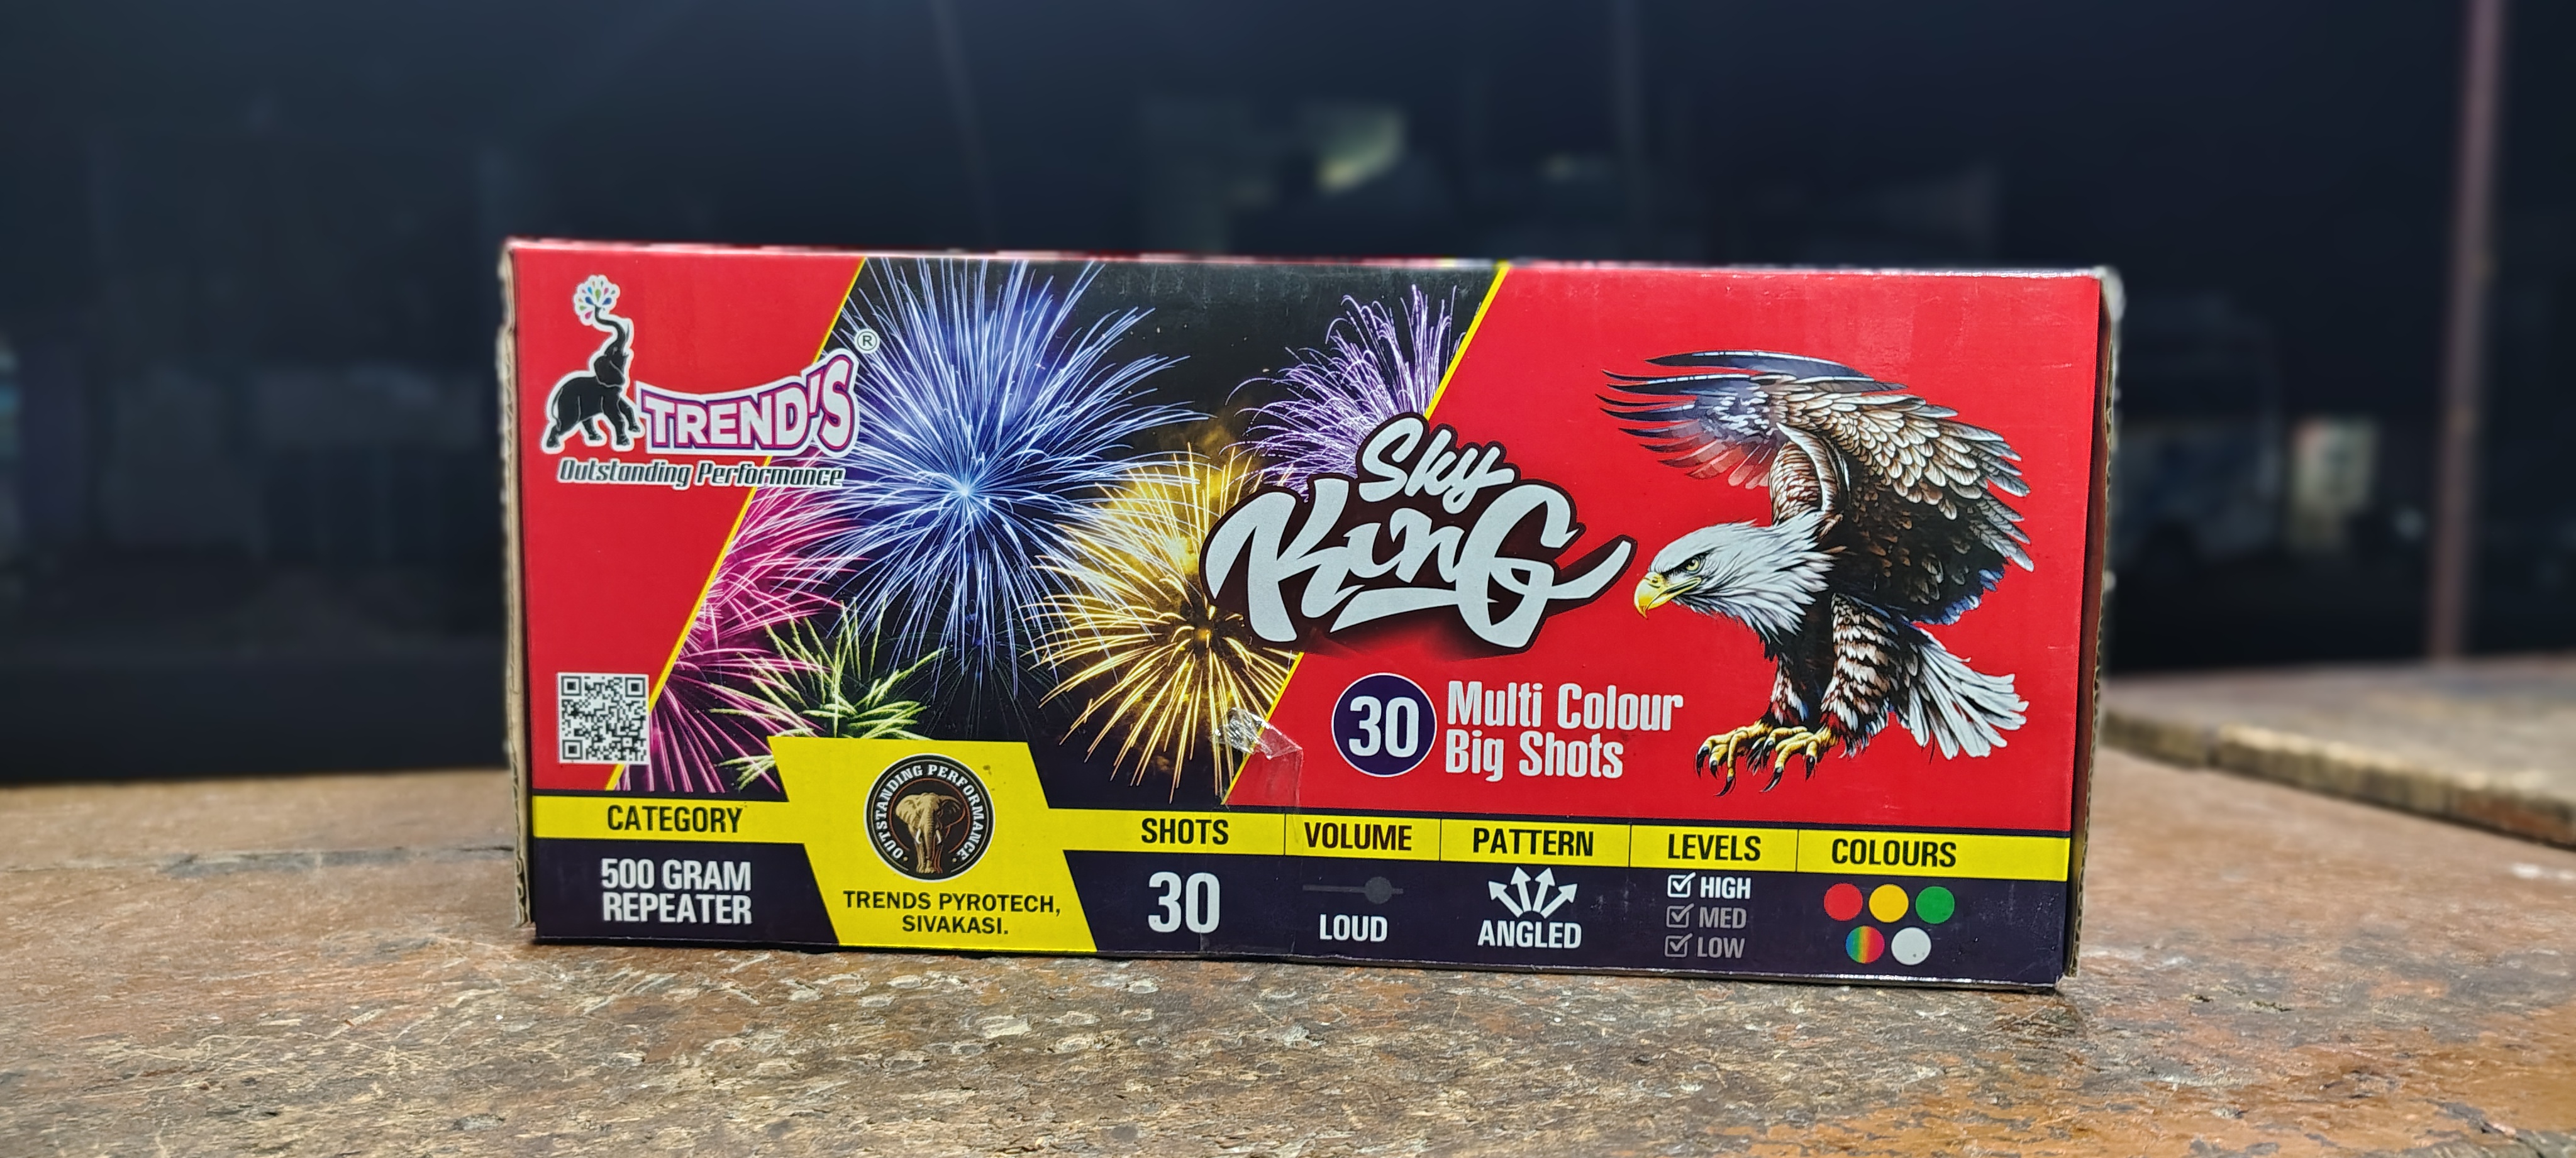 ®
TREND'S
Outstanding Performance
Sky
King
30
Multi Colour
Big Shots
CATEGORY
500 GRAM
REPEATER
OUTSTANDING PERFORMANCE
TRENDS PYROTECH,
SIVAKASI.
SHOTS
30
VOLUME
LOUD
PATTERN
ANGLED
LEVELS
HIGH
MED
LOW
COLOURS